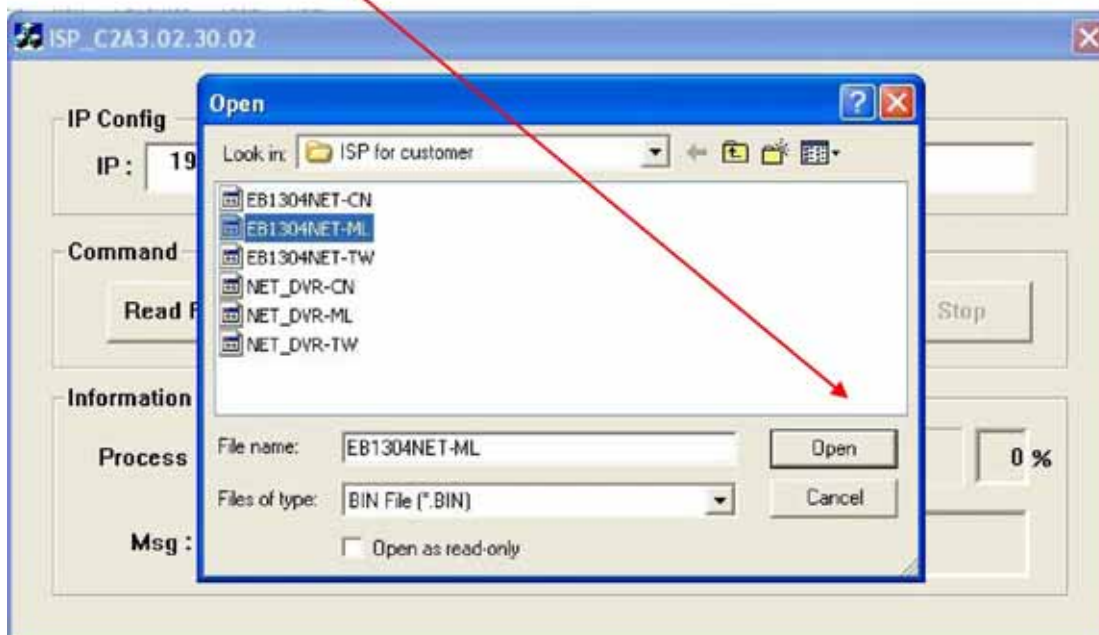 ISP_C2A3.02.30.02
Open
IP Config
IP : 19
Look in: ISP for customer
EB1304NET-CN
EB1304NET-ML
EB1304NET-TW
NET_DVR-CN
NET_DVR-ML
NET_DVR-TW
Command
Read F
Stop
Information
Process
0 %
Msg :
File name: EB1304NET-ML
Open
Files of type: BIN File (*.BIN)
Cancel
Open as read-only